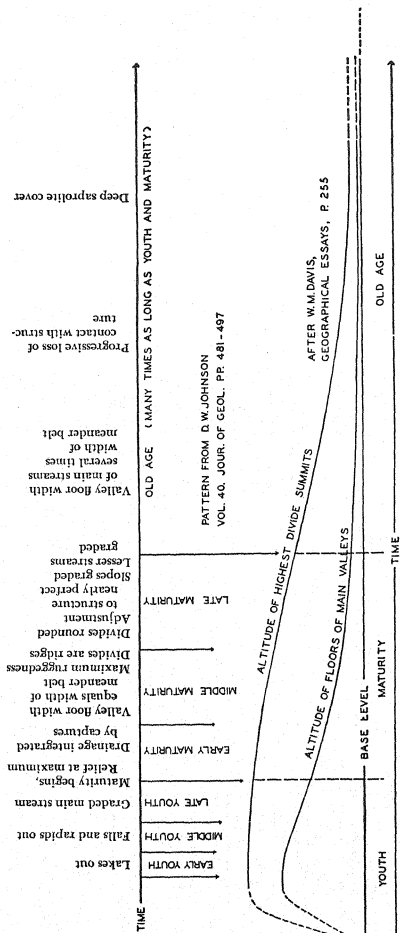 Lakes out
Falls and rapids out
Graded main stream
Maturity begins,
Relief at maximum
Drainage integrated
by captures
Valley floor width
equals width of
meander belt
Maximum ruggedness
Divides are ridges
Divides rounded
Adjustment
to structure
nearly perfect
Slopes graded
Lesser streams
graded
Valley floor width
of main streams
several times
width of
meander belt
Progressive loss of
contact with struc-
ture
Deep saprolite cover
TIME
EARLY YOUTH
MIDDLE YOUTH
LATE YOUTH
EARLY MATURITY
MIDDLE MATURITY
LATE MATURITY
OLD AGE (MANY TIMES AS LONG AS YOUTH AND MATURITY)
PATTERN FROM D.W. JOHNSON
VOL. 40. JOUR. OF GEOL. PP. 481-497
ALTITUDE OF HIGHEST DIVIDE SUMMITS
AFTER W.M. DAVIS,
GEOGRAPHICAL ESSAYS, P. 255
ALTITUDE OF FLOORS OF MAIN VALLEYS
BASE LEVEL
YOUTH
MATURITY
OLD AGE
TIME